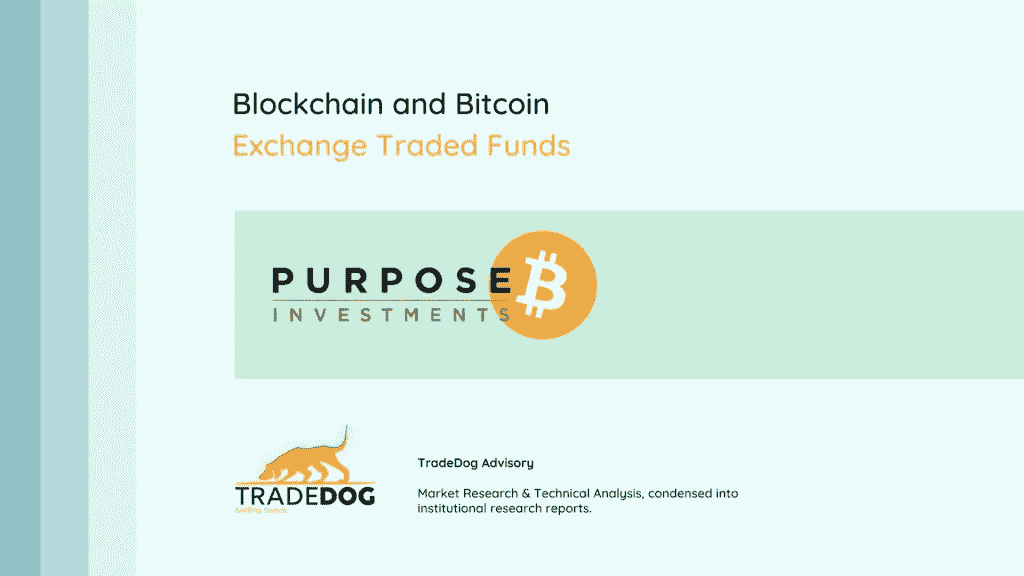 Blockchain and Bitcoin
Exchange Traded Funds
PURPOSE
INVESTMENTS
TRADEDOG
Sniffing Trends.
TradeDog Advisory
Market Research & Technical Analysis, condensed into
institutional research reports.